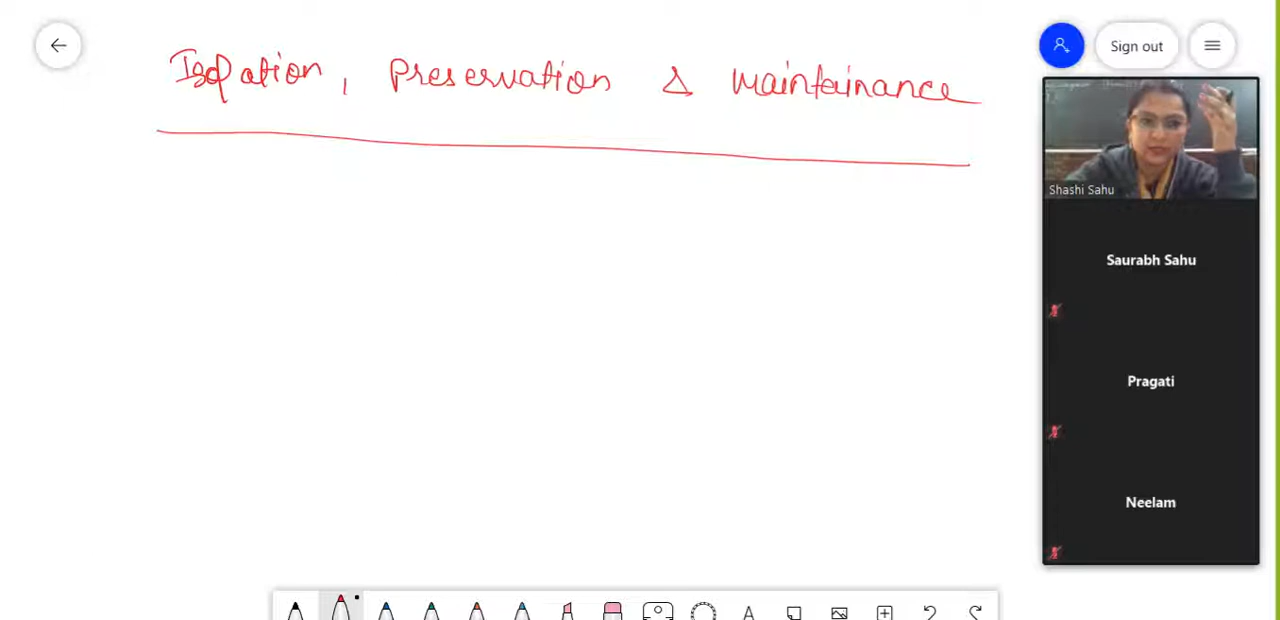 Isolation, Preservation & maintainance
Sign out
Shashi Sahu
Saurabh Sahu
Pragati
Neelam
A